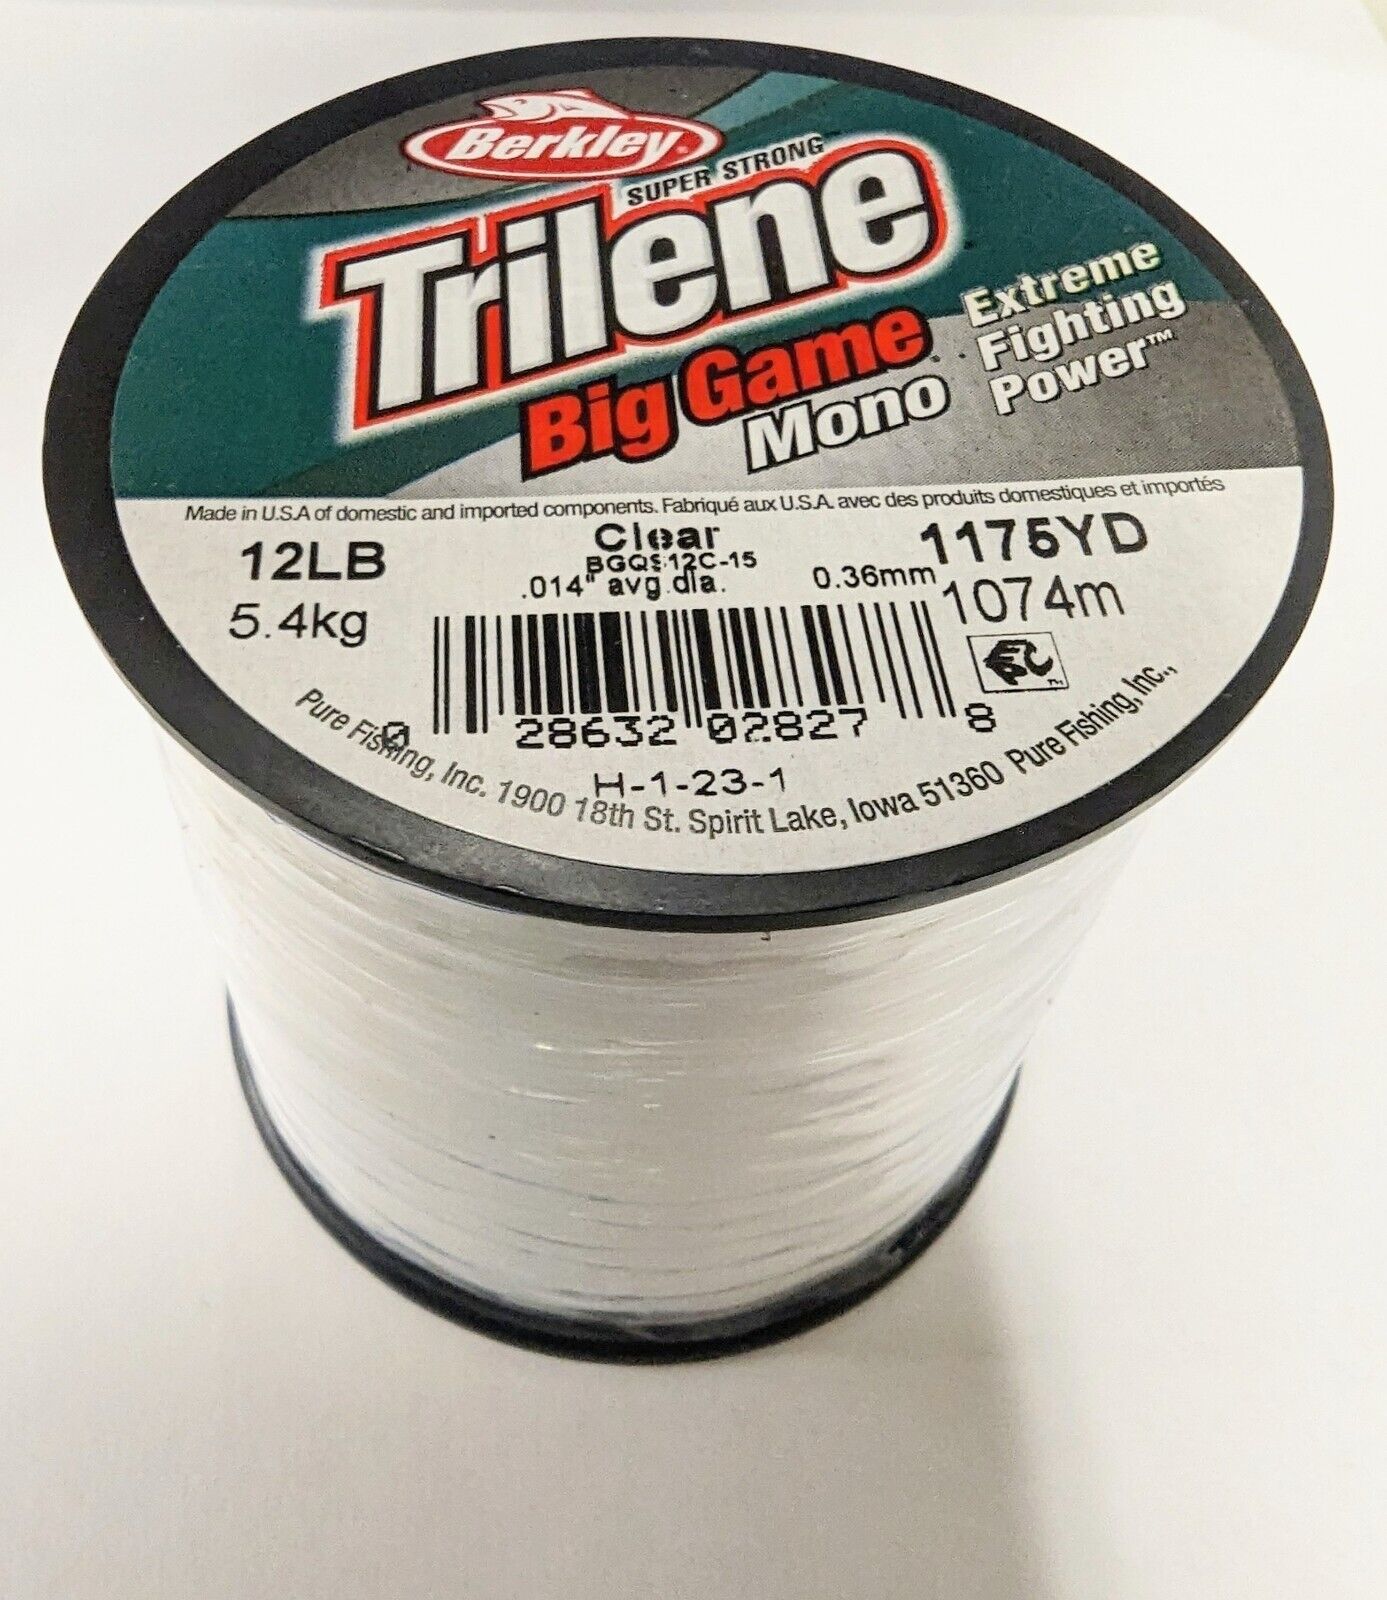 Berkley®
SUPER STRONG
Trilene
Big Game®
Mono
Extreme
Fighting
Power™
Made in U.S.A of domestic and imported components. Fabriqué aux U.S.A. avec des produits domestiques et importés
12LB
5.4kg
Clear
BGQS12C-15
.014" avg.dia.
0.36mm
1175YD
1074m
0 28632 02827 8
H-1-23-1
Pure Fishing, Inc. 1900 18th St. Spirit Lake, Iowa 51360 Pure Fishing, Inc.,